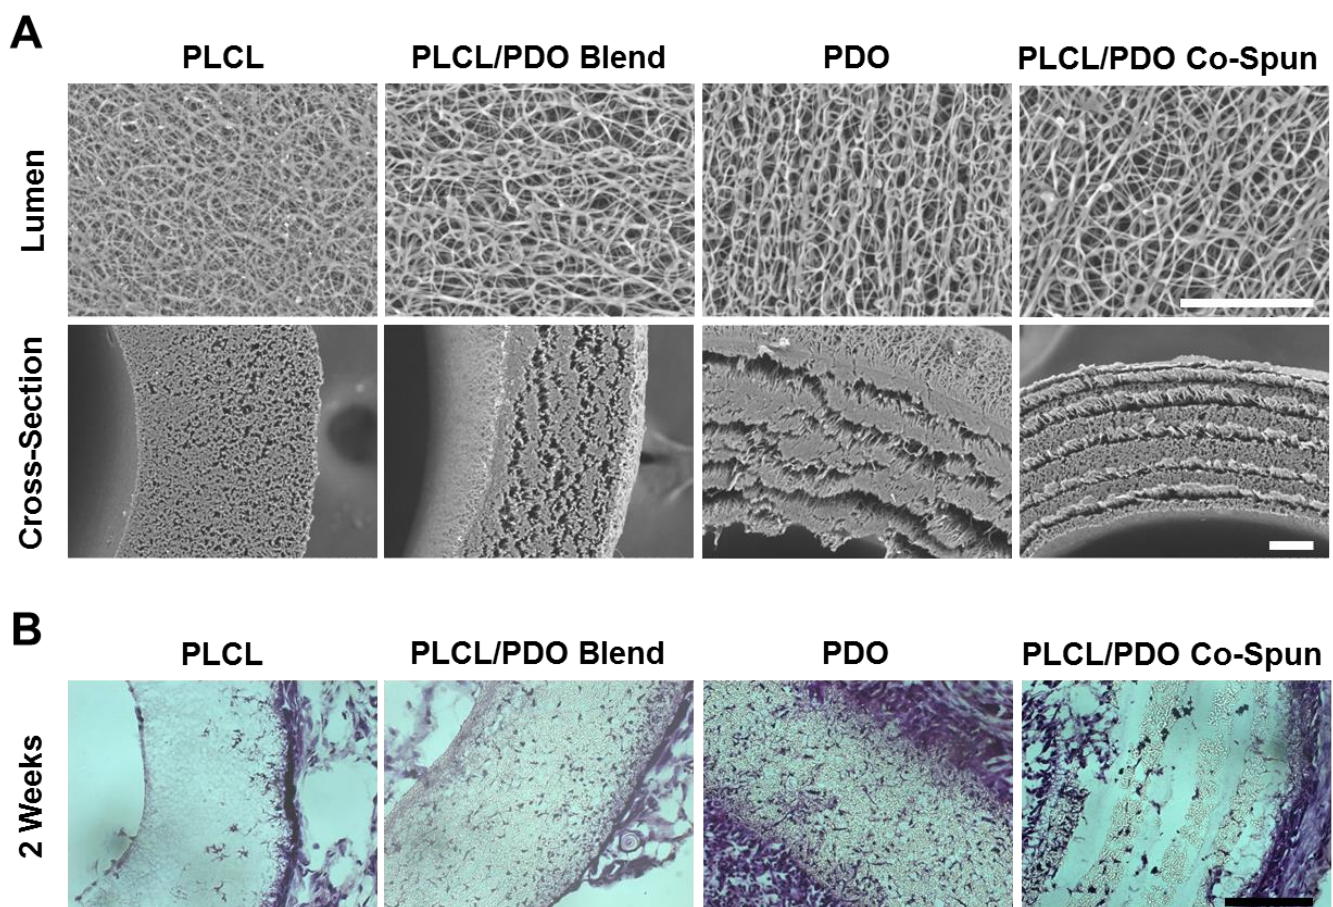 A
PLCL PLCL/PDO Blend PDO PLCL/PDO Co-Spun
Lumen
Cross-Section
B
PLCL PLCL/PDO Blend PDO PLCL/PDO Co-Spun
2 Weeks